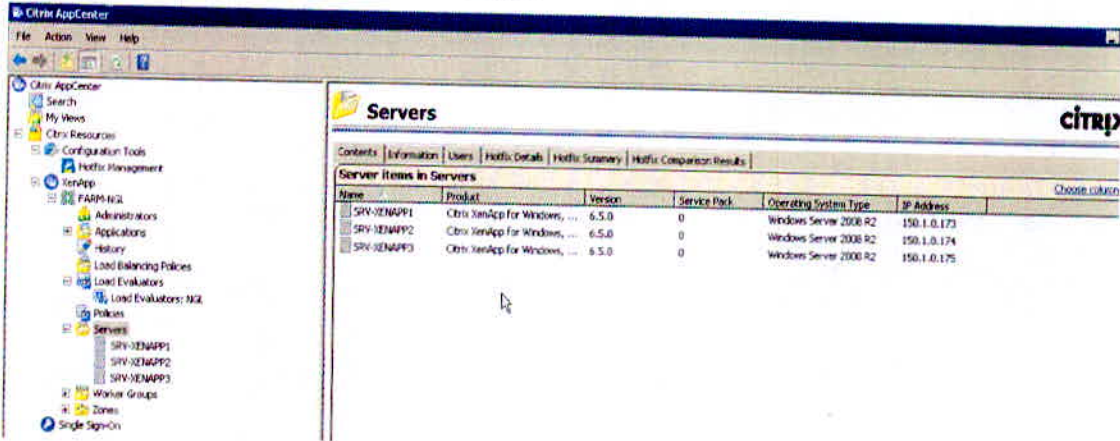 Citrix AppCenter
File Action View Help
Citrix AppCenter
Search
My Views
Citrix Resources
Configuration Tools
Hotfix Management
XenApp
FARM-NGL
Administrators
Applications
History
Load Balancing Policies
Load Evaluators
Load Evaluators: NGL
Policies
Servers
SRV-XENAPP1
SRV-XENAPP2
SRV-XENAPP3
Worker Groups
Zones
Single Sign-On
Servers
CİTRIX
Contents Information Users Hotfix Details Hotfix Summary Hotfix Comparison Results
Server items in Servers
Choose column
Name Product Version Service Pack Operating System Type IP Address
SRV-XENAPP1 Citrix XenApp for Windows, ... 6.5.0 0 Windows Server 2008 R2 150.1.0.173
SRV-XENAPP2 Citrix XenApp for Windows, ... 6.5.0 0 Windows Server 2008 R2 150.1.0.174
SRV-XENAPP3 Citrix XenApp for Windows, ... 6.5.0 0 Windows Server 2008 R2 150.1.0.175